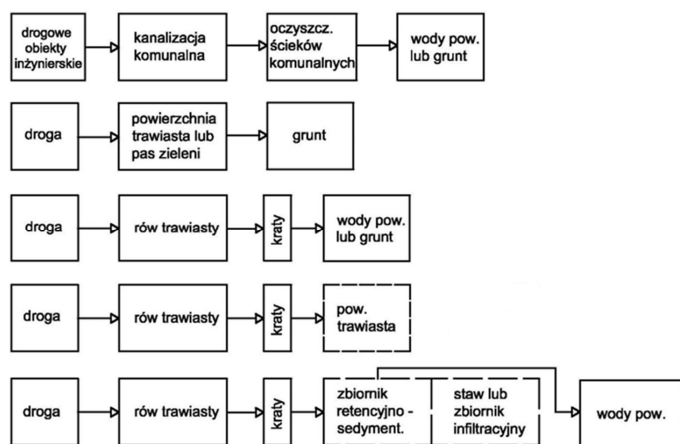 drogowe
obiekty
inżynierskie
kanalizacja
komunalna
oczyszcz.
ścieków
komunalnych
wody pow.
lub grunt
droga
powierzchnia
trawiasta lub
pas zieleni
grunt
droga
rów trawiasty
kraty
wody pow.
lub grunt
droga
rów trawiasty
kraty
pow.
trawiasta
droga
rów trawiasty
kraty
zbiornik
retencyjno -
sedyment.
staw lub
zbiornik
infiltracyjny
wody pow.